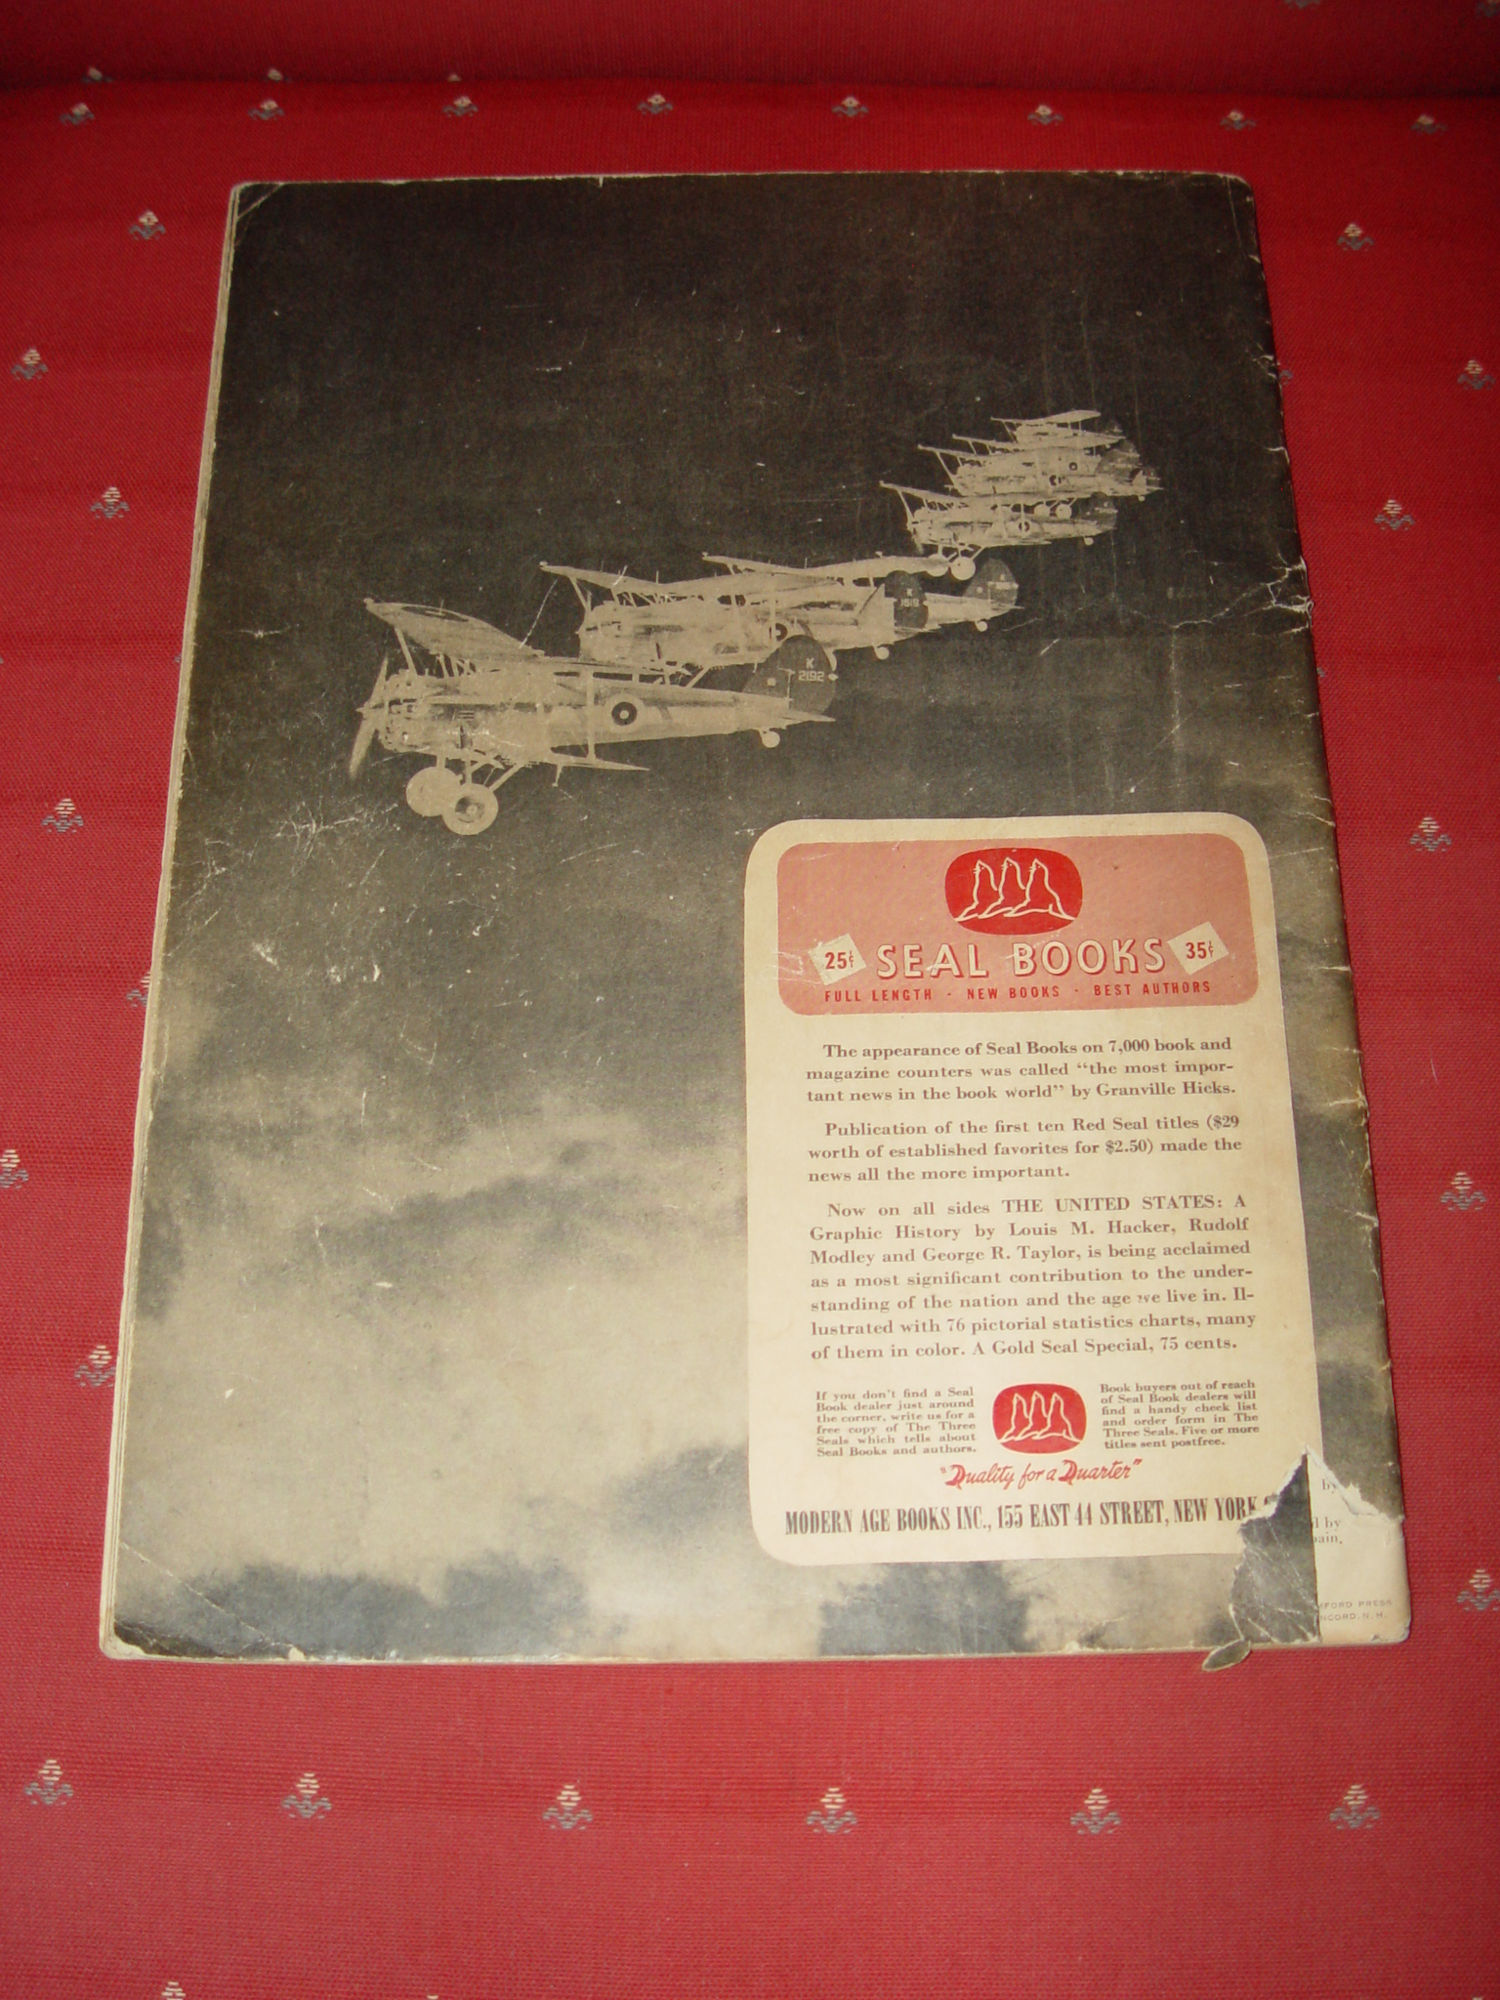 K
1819
K
2192
25¢
SEAL BOOKS
35¢
FULL LENGTH · NEW BOOKS · BEST AUTHORS
The appearance of Seal Books on 7,000 book and
magazine counters was called "the most impor-
tant news in the book world" by Granville Hicks.
Publication of the first ten Red Seal titles ($29
worth of established favorites for $2.50) made the
news all the more important.
Now on all sides THE UNITED STATES: A
Graphic History by Louis M. Hacker, Rudolf
Modley and George R. Taylor, is being acclaimed
as a most significant contribution to the under-
standing of the nation and the age we live in. Il-
lustrated with 76 pictorial statistics charts, many
of them in color. A Gold Seal Special, 75 cents.
If you don't find a Seal
Book dealer just around
the corner, write us for a
free copy of The Three
Seals which tells about
Seal Books and authors.
Book buyers out of reach
of Seal Book dealers will
find a handy check list
and order form in The
Three Seals. Five or more
titles sent postfree.
"Quality for a Quarter"
MODERN AGE BOOKS INC., 155 EAST 44 STREET, NEW YORK
by
by
PRESS
N. H.